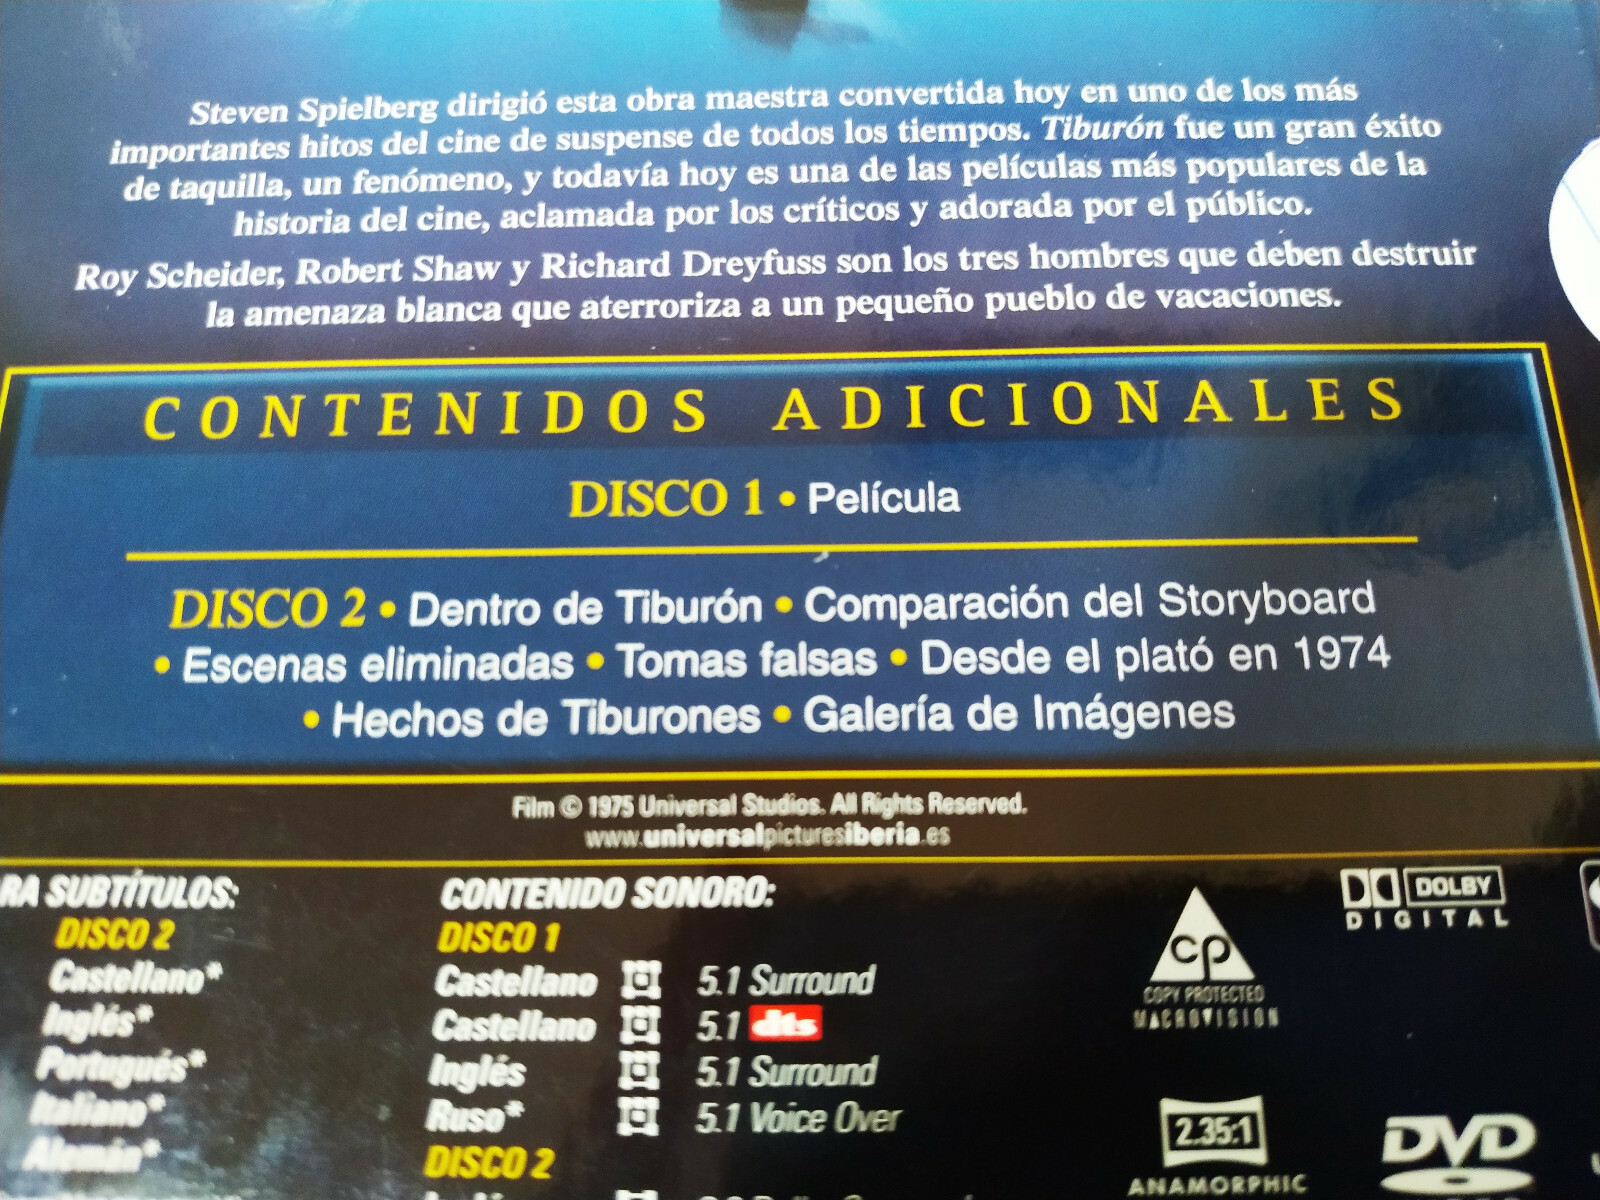 Steven Spielberg dirigió esta obra maestra convertida hoy en uno de los más
importantes hitos del cine de suspense de todos los tiempos. Tiburón fue un gran éxito
de taquilla, un fenómeno, y todavía hoy es una de las películas más populares de la
historia del cine, aclamada por los críticos y adorada por el público.
Roy Scheider, Robert Shaw y Richard Dreyfuss son los tres hombres que deben destruir
la amenaza blanca que aterroriza a un pequeño pueblo de vacaciones.
CONTENIDOS ADICIONALES
DISCO 1 • Película
DISCO 2 • Dentro de Tiburón • Comparación del Storyboard
• Escenas eliminadas • Tomas falsas • Desde el plató en 1974
• Hechos de Tiburones • Galería de Imágenes
Film © 1975 Universal Studios. All Rights Reserved.
www.universalpicturesiberia.es
RA SUBTÍTULOS:
DISCO 2
Castellano*
Inglés*
Portugués*
Italiano*
Alemán*
CONTENIDO SONORO:
DISCO 1
Castellano 5.1 Surround
Castellano 5.1 dts
Inglés 5.1 Surround
Ruso* 5.1 Voice Over
DISCO 2
cp
COPY PROTECTED
MACROVISION
DOLBY
DIGITAL
2.35:1
ANAMORPHIC
DVD